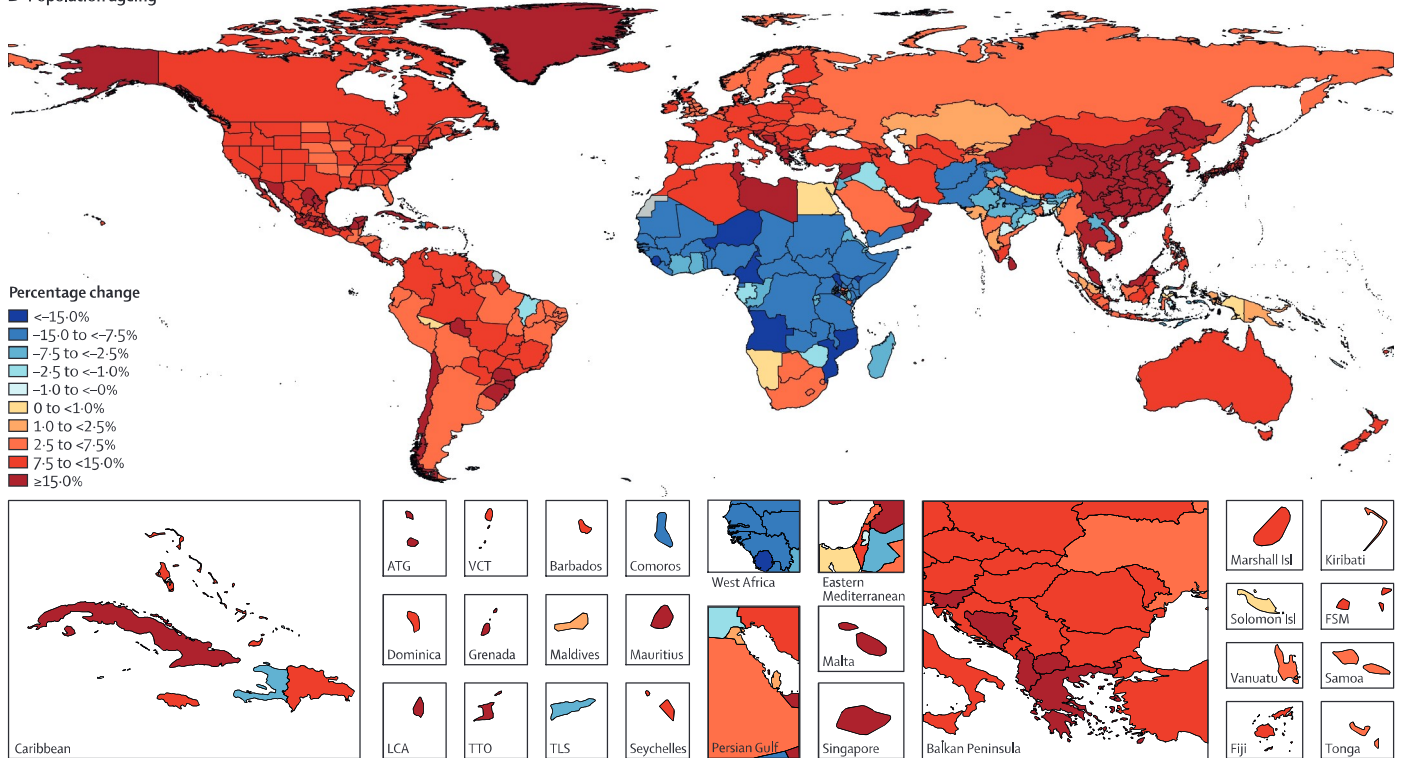 Population ageing
Percentage change
<–15·0%
–15·0 to <–7·5%
–7·5 to <–2·5%
–2·5 to <–1·0%
–1·0 to <–0%
0 to <1·0%
1·0 to <2·5%
2·5 to <7·5%
7·5 to <15·0%
≥15·0%
Caribbean
ATG
VCT
Barbados
Comoros
West Africa
Eastern
Mediterranean
Balkan Peninsula
Marshall Isl
Kiribati
Dominica
Grenada
Maldives
Mauritius
Persian Gulf
Malta
Solomon Isl
FSM
Vanuatu
Samoa
LCA
TTO
TLS
Seychelles
Singapore
Fiji
Tonga